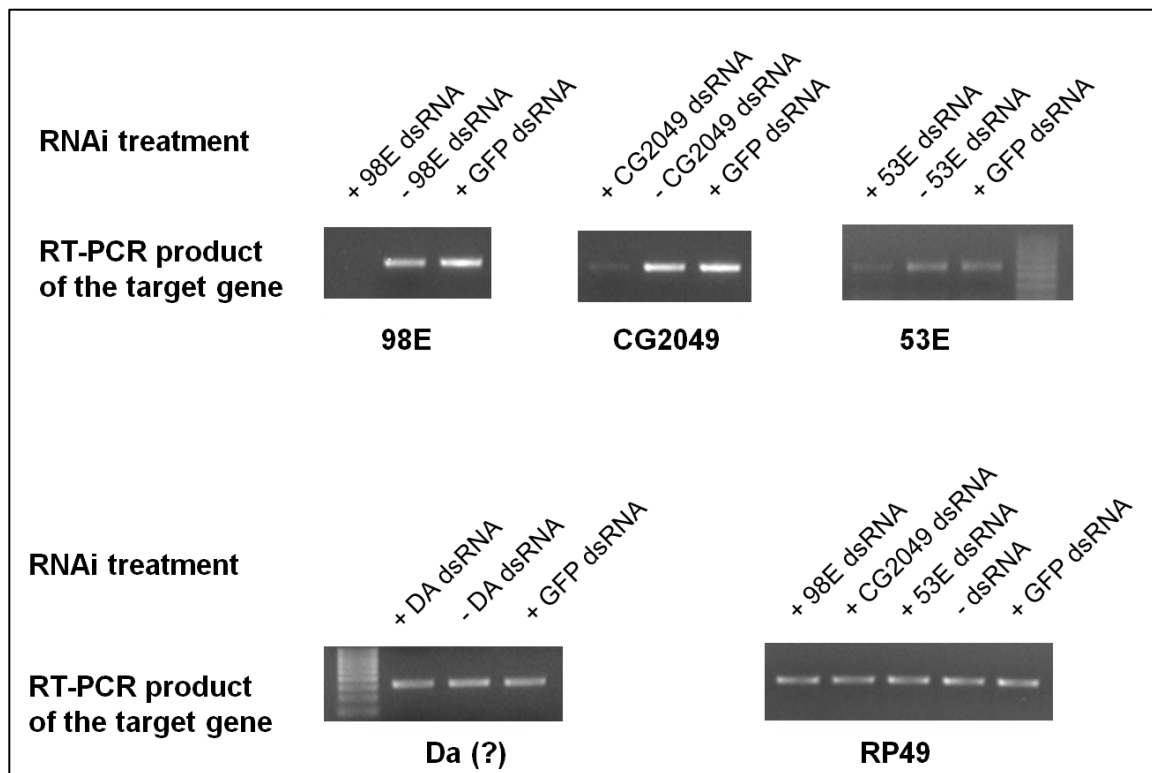 RNAi treatment
+ 98E dsRNA
- 98E dsRNA
+ GFP dsRNA
+ CG2049 dsRNA
- CG2049 dsRNA
+ GFP dsRNA
+ 53E dsRNA
- 53E dsRNA
+ GFP dsRNA
RT-PCR product
of the target gene
98E
CG2049
53E
RNAi treatment
+ DA dsRNA
- DA dsRNA
+ GFP dsRNA
+ 98E dsRNA
+ CG2049 dsRNA
+ 53E dsRNA
- dsRNA
+ GFP dsRNA
RT-PCR product
of the target gene
Da (?)
RP49